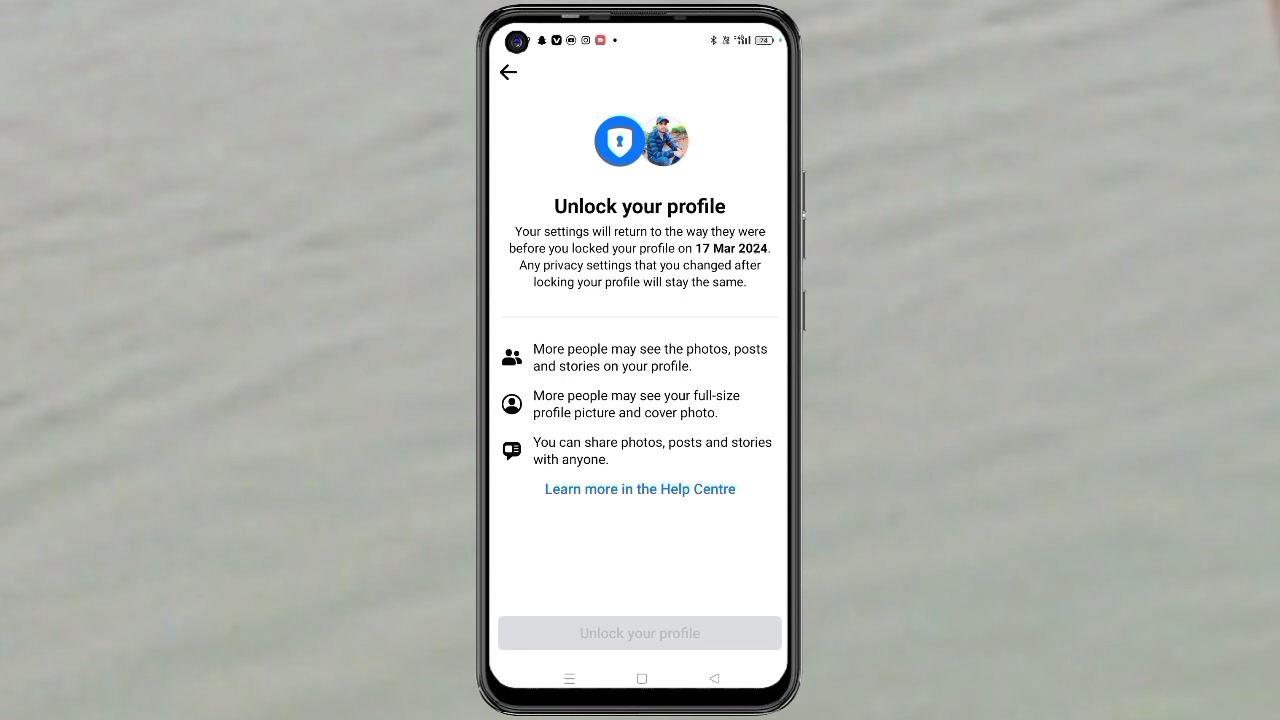 74
Unlock your profile
Your settings will return to the way they were
before you locked your profile on 17 Mar 2024.
Any privacy settings that you changed after
locking your profile will stay the same.
More people may see the photos, posts
and stories on your profile.
More people may see your full-size
profile picture and cover photo.
You can share photos, posts and stories
with anyone.
Learn more in the Help Centre
Unlock your profile